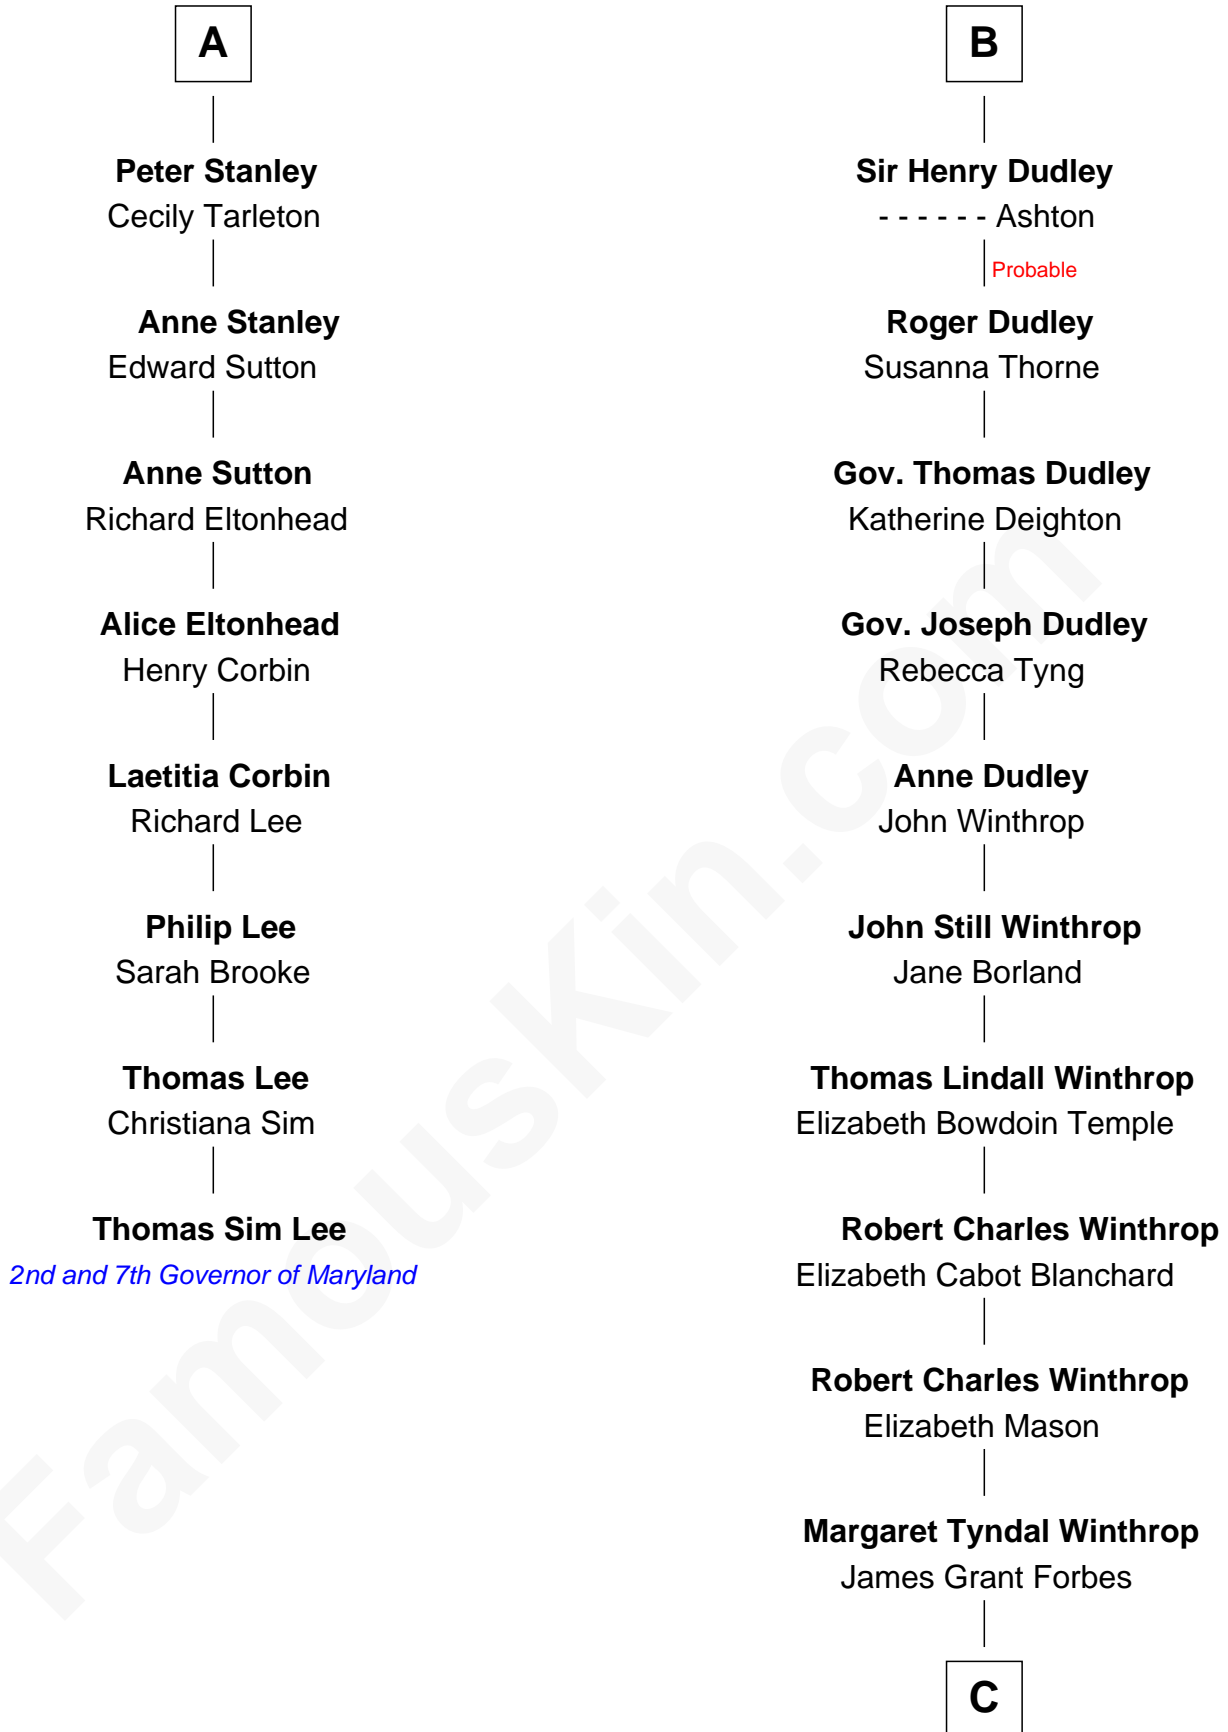 A
Peter Stanley
Cecily Tarleton
Anne Stanley
Edward Sutton
Anne Sutton
Richard Eltonhead
Alice Eltonhead
Henry Corbin
Laetitia Corbin
Richard Lee
Philip Lee
Sarah Brooke
Thomas Lee
Christiana Sim
Thomas Sim Lee
2nd and 7th Governor of Maryland
B
Sir Henry Dudley
- - - - - - Ashton
Probable
Roger Dudley
Susanna Thorne
Gov. Thomas Dudley
Katherine Deighton
Gov. Joseph Dudley
Rebecca Tyng
Anne Dudley
John Winthrop
John Still Winthrop
Jane Borland
Thomas Lindall Winthrop
Elizabeth Bowdoin Temple
Robert Charles Winthrop
Elizabeth Cabot Blanchard
Robert Charles Winthrop
Elizabeth Mason
Margaret Tyndal Winthrop
James Grant Forbes
C
FamousKin.com